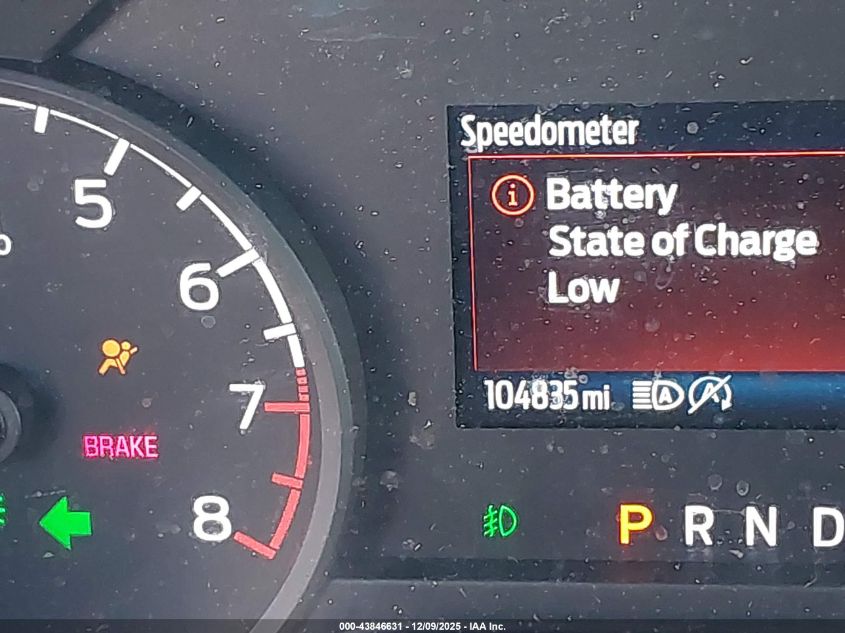 Speedometer
Battery
State of Charge
Low
104835 mi A
5
6
7
8
BRAKE
P R N D
000-43846631 - 12/09/2025 - IAA Inc.